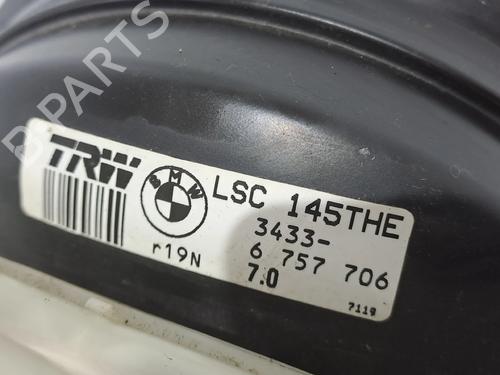 B-PARTS
TRW
BMW
LSC 145THE
3433-
6 757 706
r19N
7.0
7119